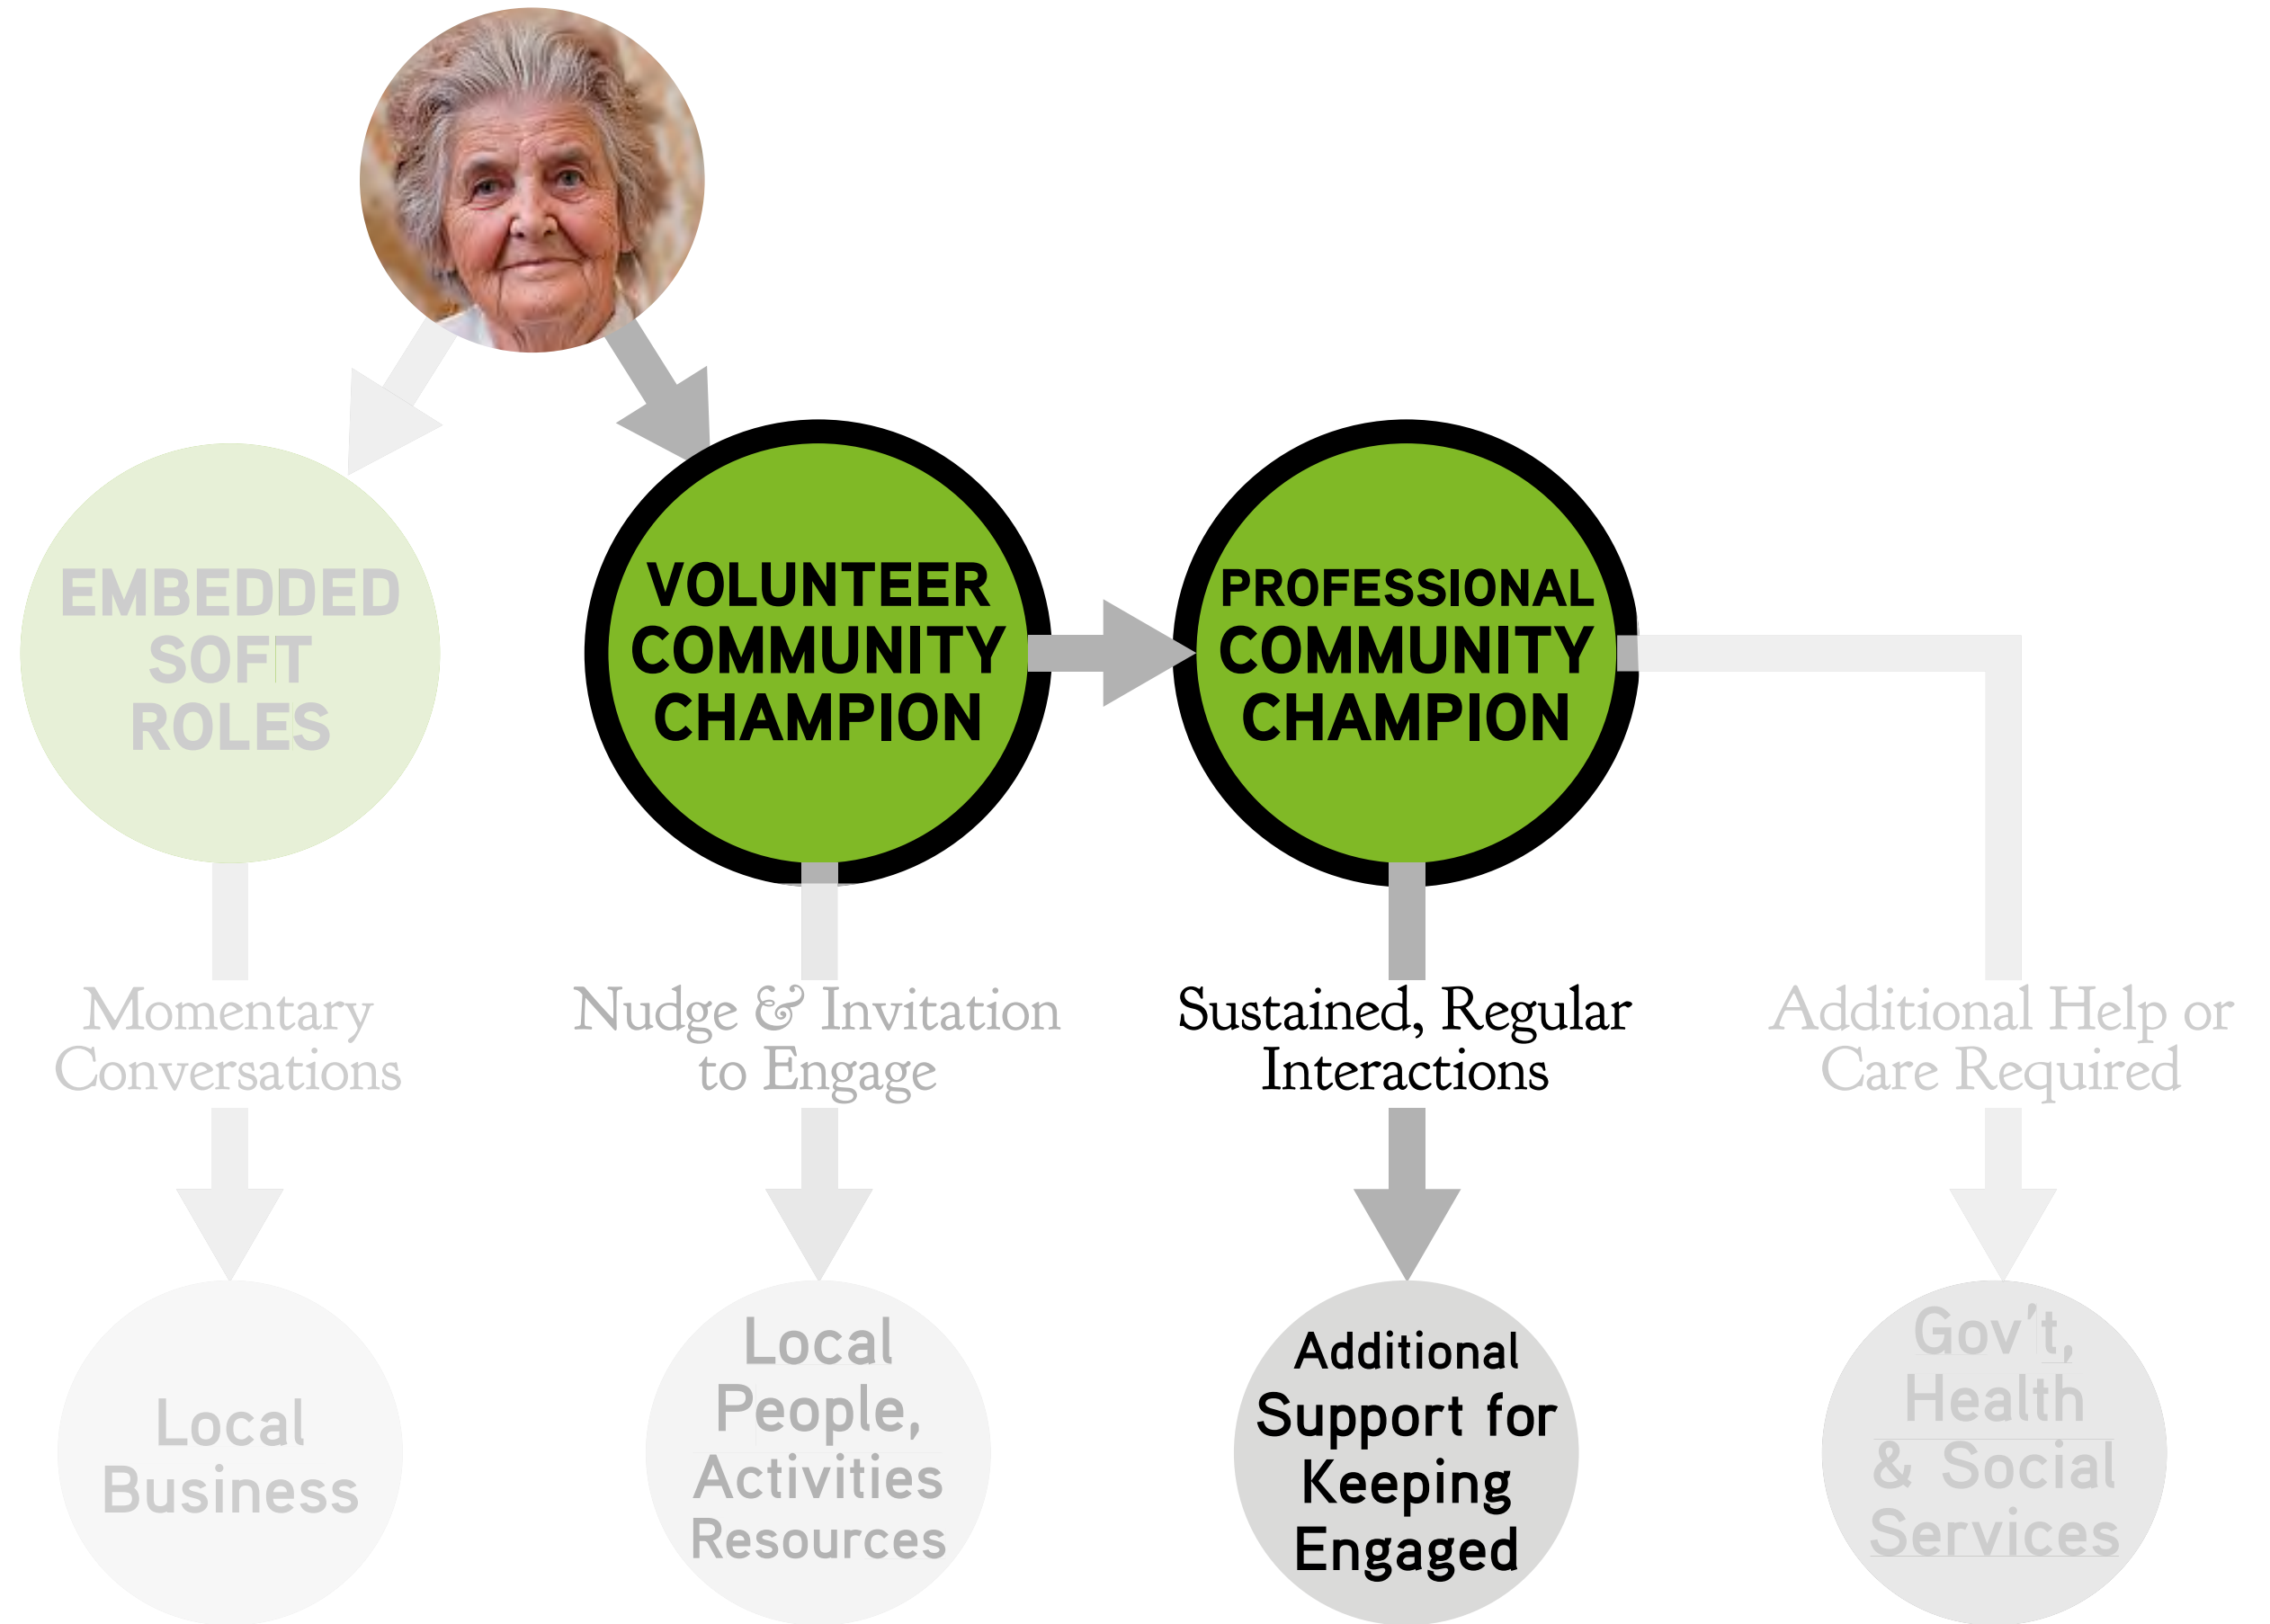 EMBEDDED
SOFT
ROLES
VOLUNTEER
COMMUNITY
CHAMPION
PROFESSIONAL
COMMUNITY
CHAMPION
Momentary
Conversations
Nudge & Invitation
to Engage
Sustained, Regular
Interactions
Additional Help or
Care Required
Local
Business
Local
People,
Activities
Resources
Additional
Support for
Keeping
Engaged
Gov't,
Health
& Social
Services